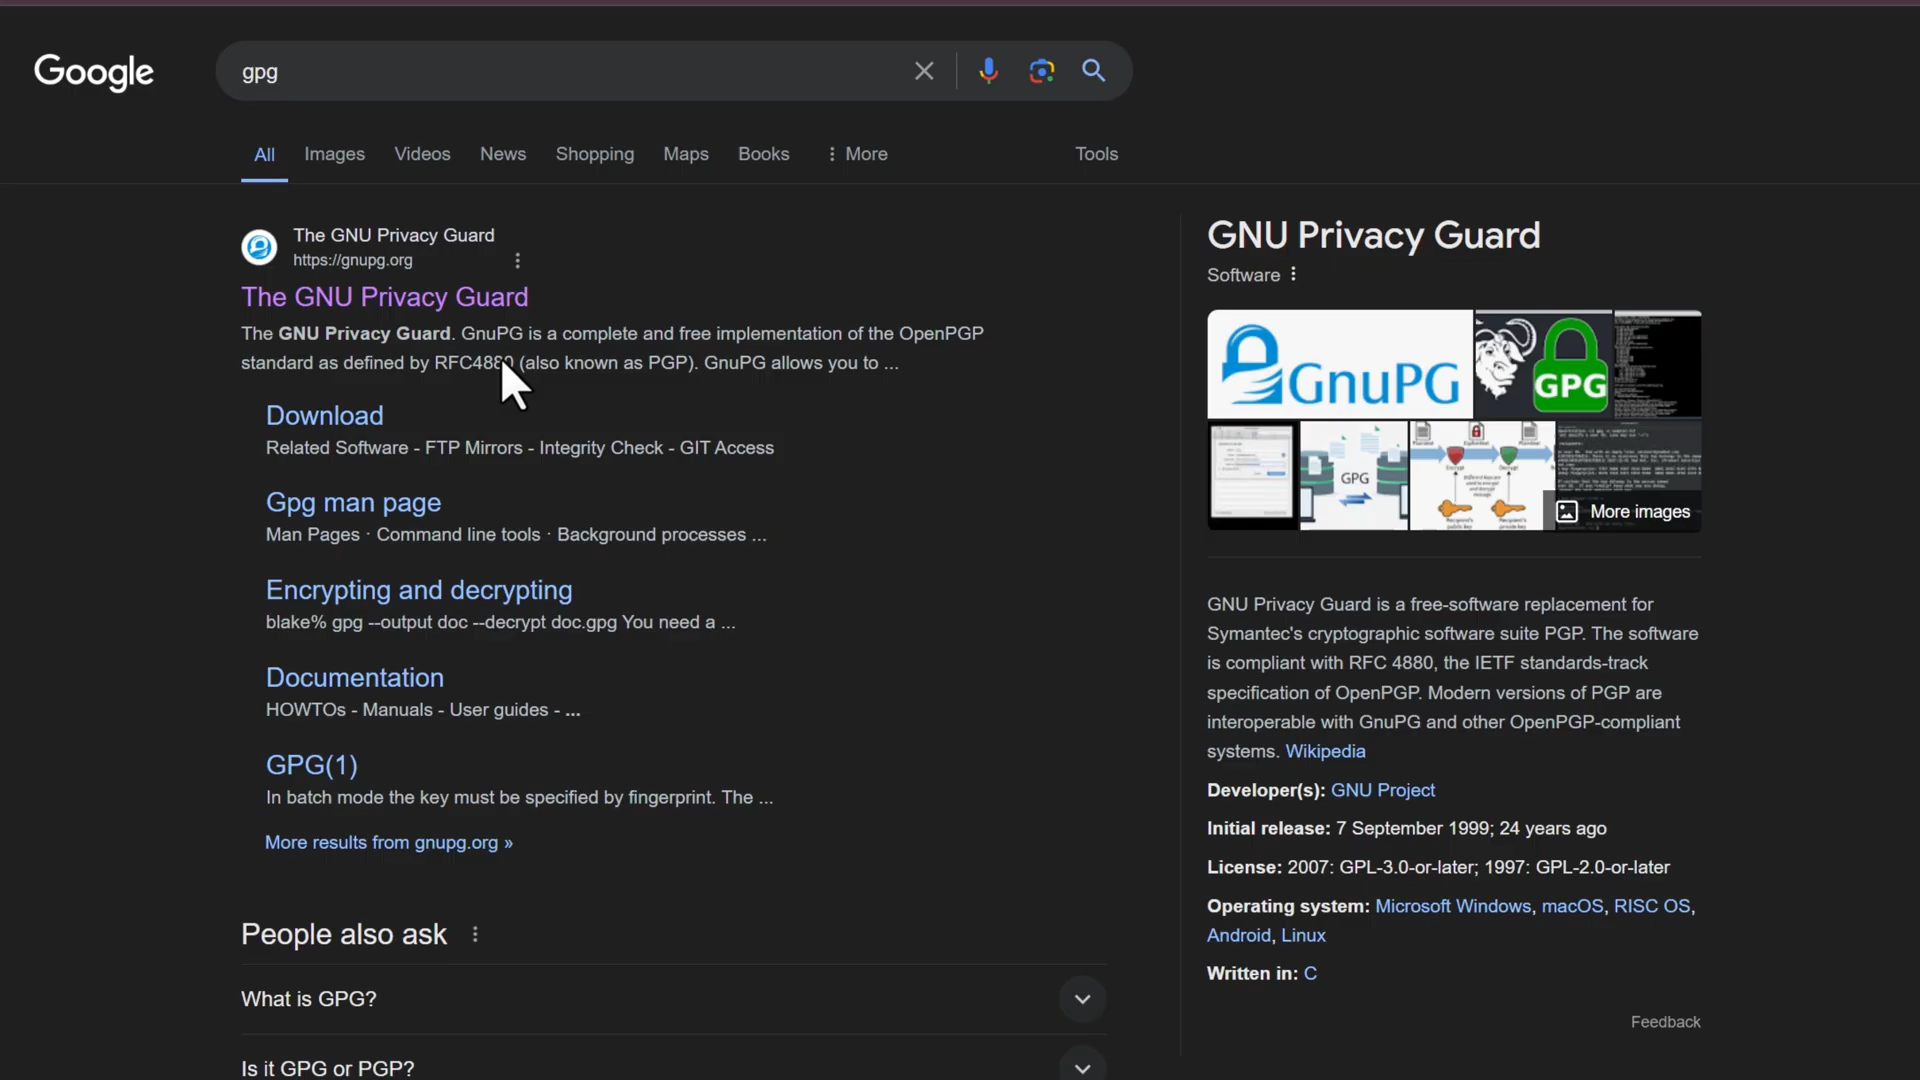 Google
gpg
All
Images
Videos
News
Shopping
Maps
Books
More
Tools
The GNU Privacy Guard
https://gnupg.org
The GNU Privacy Guard
The GNU Privacy Guard. GnuPG is a complete and free implementation of the OpenPGP
standard as defined by RFC4880 (also known as PGP). GnuPG allows you to ...
Download
Related Software - FTP Mirrors - Integrity Check - GIT Access
Gpg man page
Man Pages · Command line tools · Background processes ...
Encrypting and decrypting
blake% gpg --output doc --decrypt doc.gpg You need a ...
Documentation
HOWTOs - Manuals - User guides - ...
GPG(1)
In batch mode the key must be specified by fingerprint. The ...
More results from gnupg.org »
People also ask
What is GPG?
Is it GPG or PGP?
GNU Privacy Guard
Software
GnuPG
GPG
GPG
More images
GNU Privacy Guard is a free-software replacement for
Symantec's cryptographic software suite PGP. The software
is compliant with RFC 4880, the IETF standards-track
specification of OpenPGP. Modern versions of PGP are
interoperable with GnuPG and other OpenPGP-compliant
systems. Wikipedia
Developer(s): GNU Project
Initial release: 7 September 1999; 24 years ago
License: 2007: GPL-3.0-or-later; 1997: GPL-2.0-or-later
Operating system: Microsoft Windows, macOS, RISC OS,
Android, Linux
Written in: C
Feedback